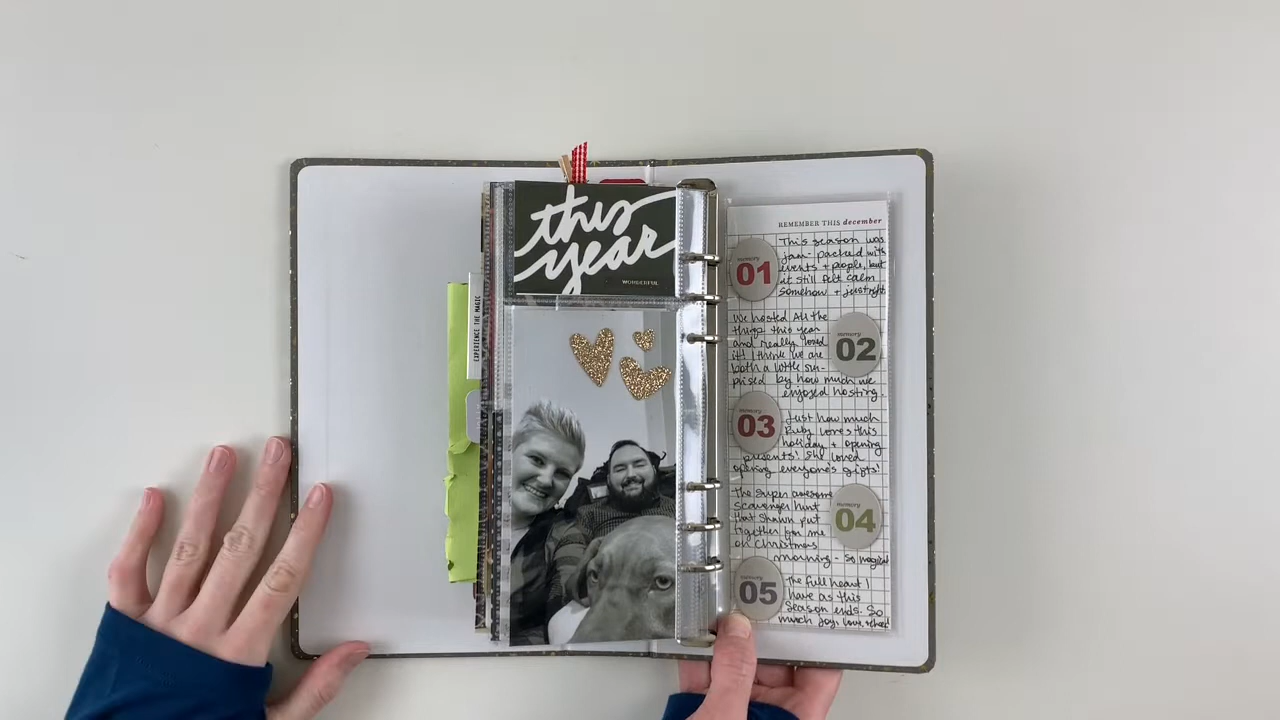 EXPERIENCE THE MAGIC
this
year
WONDERFUL
REMEMBER THIS december
memory
01
This season was
jam-packed with
events + people, but
it still felt calm
somehow + just right
We hosted All the
things this year
and really loved
it! I think we are
both a little sur-
prised by how much we
enjoyed hosting.
memory
02
memory
03
Just how much
Ruby loves this
holiday + opening
presents! She loved
opening everyone's gifts!
The super awesome
scavenger hunt
that Shawn put
together for me
on Christmas
morning - so magical
memory
04
memory
05
The full heart I
have as this
season ends. So
much joy, love, +